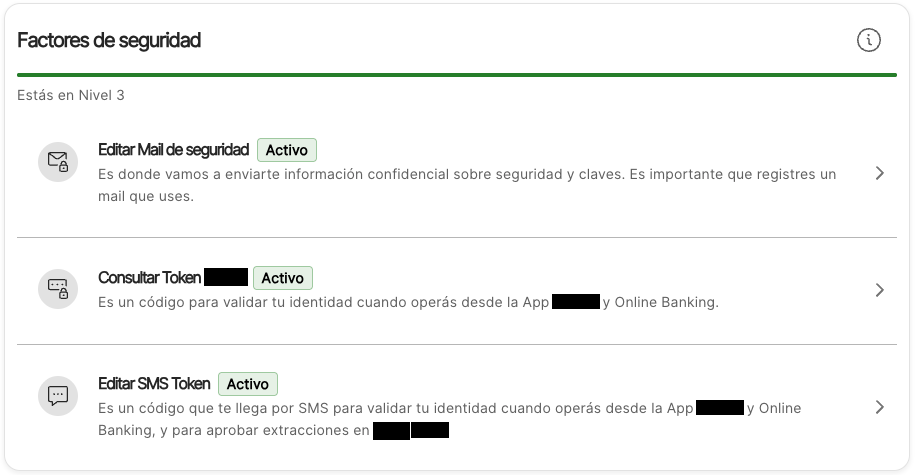 Factores de seguridad
Estás en Nivel 3
Editar Mail de seguridad Activo
Es donde vamos a enviarte información confidencial sobre seguridad y claves. Es importante que registres un
mail que uses.
Consultar Token Activo
Es un código para validar tu identidad cuando operás desde la App y Online Banking.
Editar SMS Token Activo
Es un código que te llega por SMS para validar tu identidad cuando operás desde la App y Online
Banking, y para aprobar extracciones en